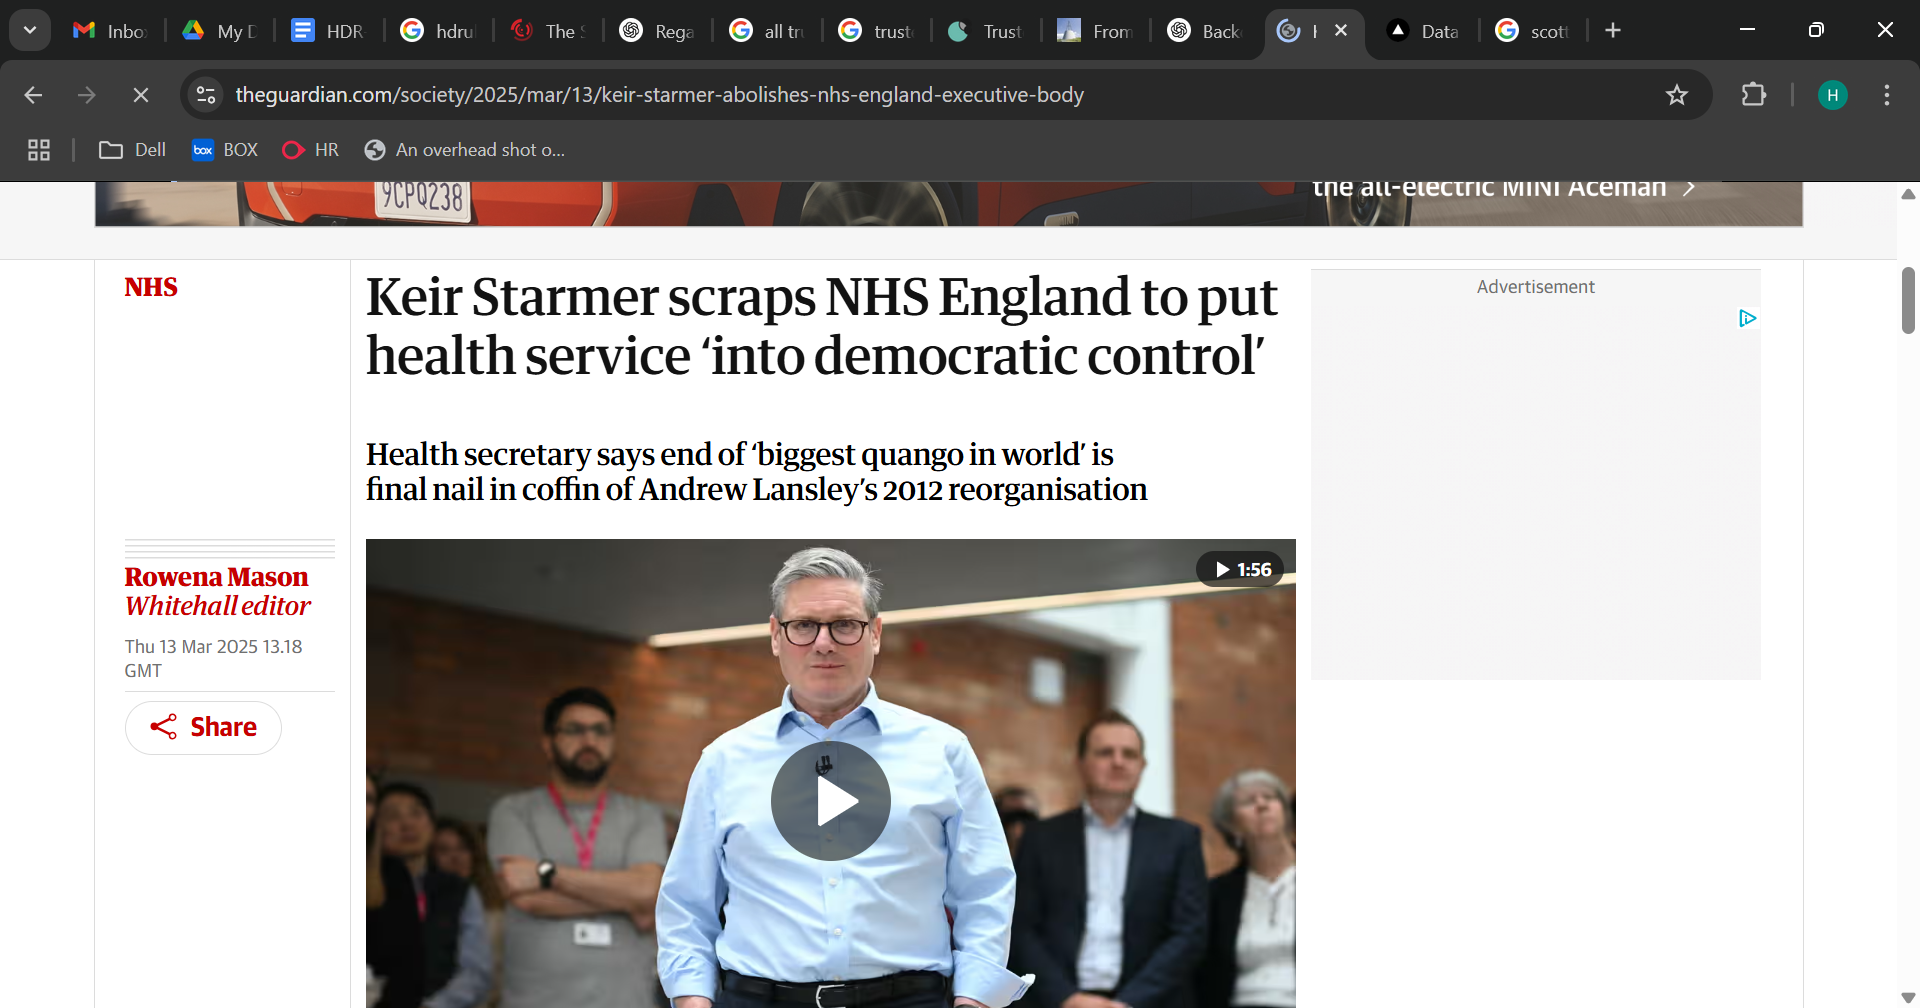 Inbo
My D
HDR
hdru
The S
Rega
all tru
trust
Trust
From
Back
Data
scott
theguardian.com/society/2025/mar/13/keir-starmer-abolishes-nhs-england-executive-body
H
Dell
box BOX
HR
An overhead shot o...
9CPQ238
the all-electric MINI Aceman
NHS
Keir Starmer scraps NHS England to put
health service ‘into democratic control’
Advertisement
Health secretary says end of ‘biggest quango in world’ is
final nail in coffin of Andrew Lansley’s 2012 reorganisation
Rowena Mason
Whitehall editor
Thu 13 Mar 2025 13.18
GMT
Share
1:56